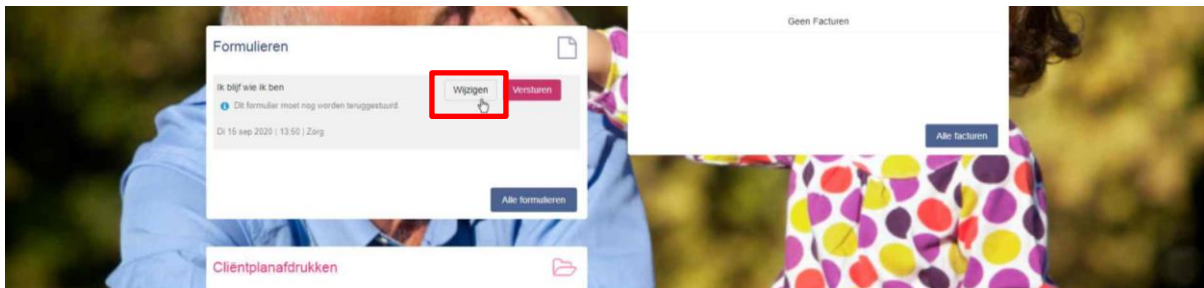 Formulieren
Ik blijf wie ik ben
Wijzigen
Versturen
Dit formulier moet nog worden teruggestuurd.
Di 15 sep 2020 | 13:50 | Zorg
Alle formulieren
Cliëntplanafdrukken
Geen Facturen
Alle facturen